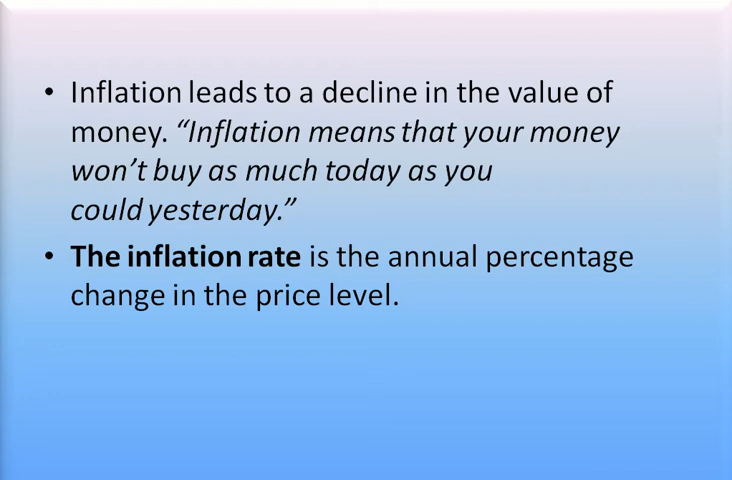 • Inflation leads to a decline in the value of
money. “Inflation means that your money
won’t buy as much today as you
could yesterday.”
• The inflation rate is the annual percentage
change in the price level.